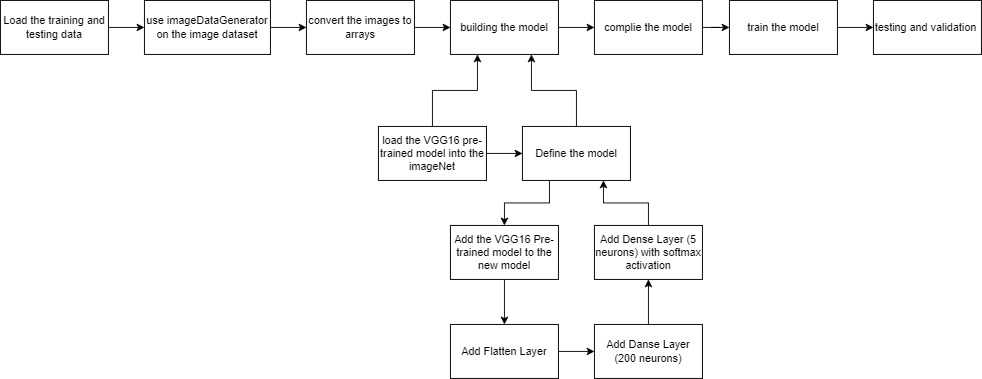 Load the training and
testing data
use imageDataGenerator
on the image dataset
convert the images to
arrays
building the model
complie the model
train the model
testing and validation
load the VGG16 pre-
trained model into the
imageNet
Define the model
Add the VGG16 Pre-
trained model to the
new model
Add Dense Layer (5
neurons) with softmax
activation
Add Flatten Layer
Add Danse Layer
(200 neurons)